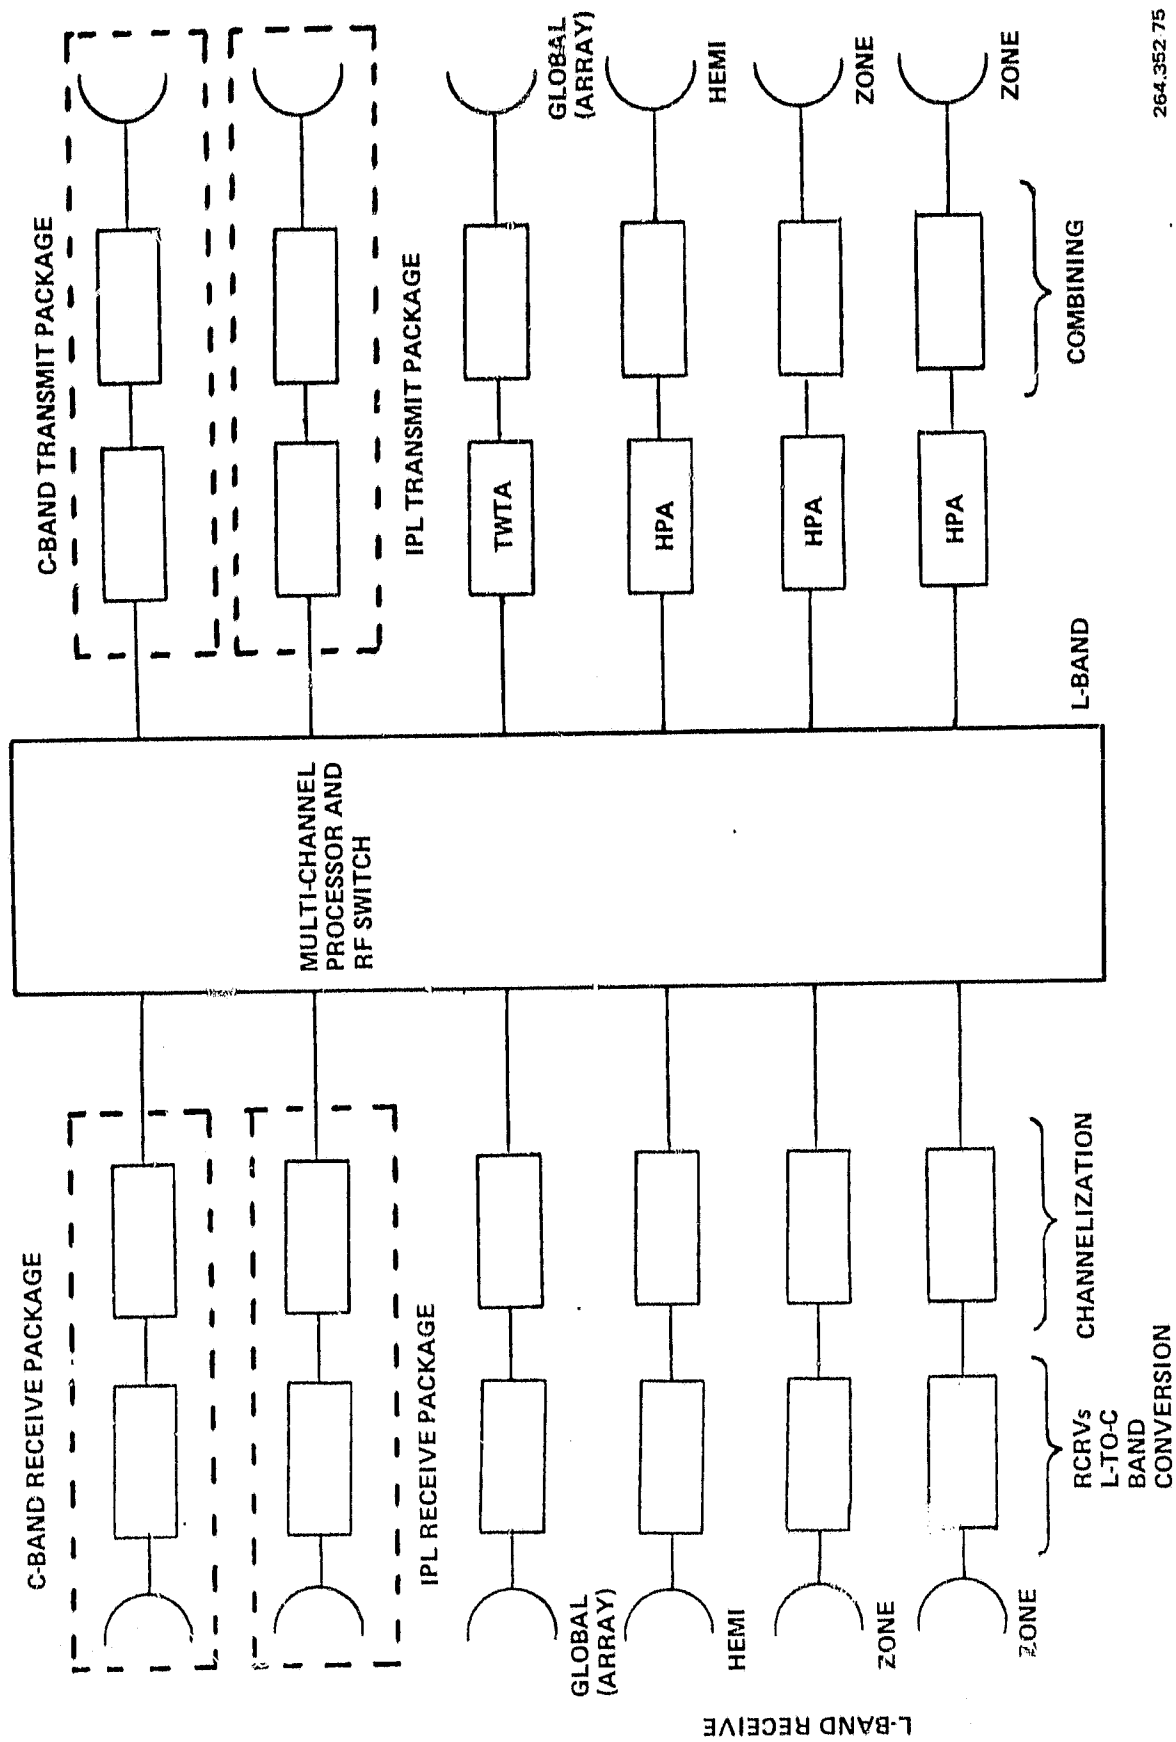 C-BAND RECEIVE PACKAGE
C-BAND TRANSMIT PACKAGE
MULTI-CHANNEL
PROCESSOR AND
RF SWITCH
IPL RECEIVE PACKAGE
IPL TRANSMIT PACKAGE
L-BAND RECEIVE
GLOBAL
(ARRAY)
TWTA
GLOBAL
(ARRAY)
HEMI
HPA
HEMI
ZONE
HPA
ZONE
ZONE
HPA
ZONE
RCRVs
L-TO-C
BAND
CONVERSION
CHANNELIZATION
L-BAND
COMBINING
264.352-75